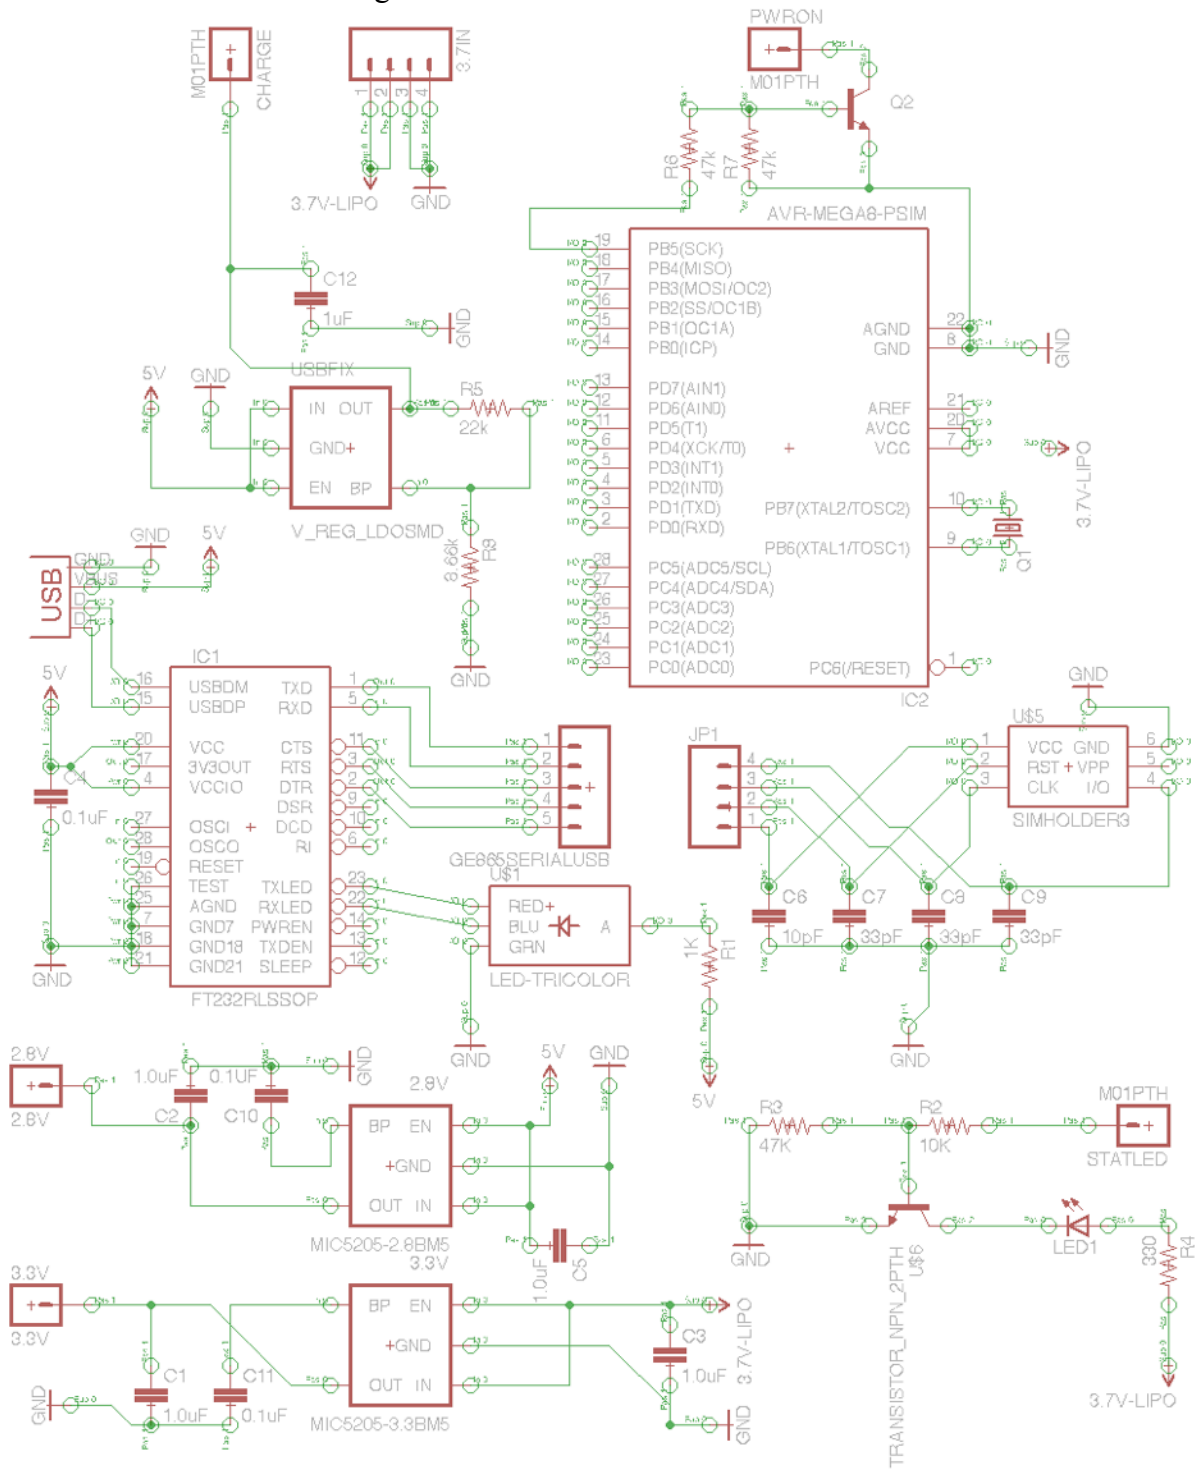 M01PTH
CHARGE
3.7IN
1
2
3
4
3.7V-LIPO
GND
PWRON
M01PTH
Q2
R6
47k
R7
47k
C12
1uF
GND
AVR-MEGA8-PSIM
19 PB5(SCK)
18 PB4(MISO)
17 PB3(MOSI/OC2)
16 PB2(SS/OC1B)
15 PB1(OC1A)
14 PB0(ICP)
13 PD7(AIN1)
12 PD6(AIN0)
11 PD5(T1)
6 PD4(XCK/T0)
5 PD3(INT1)
4 PD2(INT0)
3 PD1(TXD)
2 PD0(RXD)
28 PC5(ADC5/SCL)
27 PC4(ADC4/SDA)
26 PC3(ADC3)
25 PC2(ADC2)
24 PC1(ADC1)
23 PC0(ADC0)
AGND 22
GND 8
AREF 21
AVCC 20
VCC 7
PB7(XTAL2/TOSC2) 10
PB6(XTAL1/TOSC1) 9
PC6(/RESET) 1
IC2
GND
3.7V-LIPO
Q1
5V
GND
USBFIX
IN OUT
GND+
EN BP
V_REG_LDOSMD
R5
22k
8.66k
R9
GND
USB
GND
VBUS
D-
D+
GND
5V
IC1
5V
16 USBDM TXD 1
15 USBDP RXD 5
20 VCC CTS 11
17 3V3OUT RTS 3
4 VCCIO DTR 2
DSR 9
27 OSCI DCD 10
28 OSCO RI 6
19 RESET
26 TEST TXLED 23
25 AGND RXLED 22
7 GND7 PWREN 14
18 GND18 TXDEN 13
21 GND21 SLEEP 12
FT232RLSSOP
C4
0.1uF
GND
1
2
3
4
5
GE865SERIALUSB
U$1
RED+
BLU A
GRN
LED-TRICOLOR
GND
1K
R1
5V
JP1
4
3
2
1
GND
U$5
1 VCC GND 6
2 RST + VPP 5
3 CLK I/O 4
SIMHOLDER3
C6
10pF
C7
33pF
C8
33pF
C9
33pF
GND
2.8V
2.8V
1.0uF
C2
0.1UF
C10
GND
2.8V
BP EN
+GND
OUT IN
MIC5205-2.8BM5
5V
GND
1.0uF
C5
3.3V
3.3V
C1
1.0uF
C11
0.1uF
GND
3.3V
BP EN
+GND
OUT IN
MIC5205-3.3BM5
C3
1.0uF
3.7V-LIPO
GND
R3
47K
R2
10K
M01PTH
STATLED
GND
TRANSISTOR_NPN_2PTH
U$6
LED1
330
R4
3.7V-LIPO